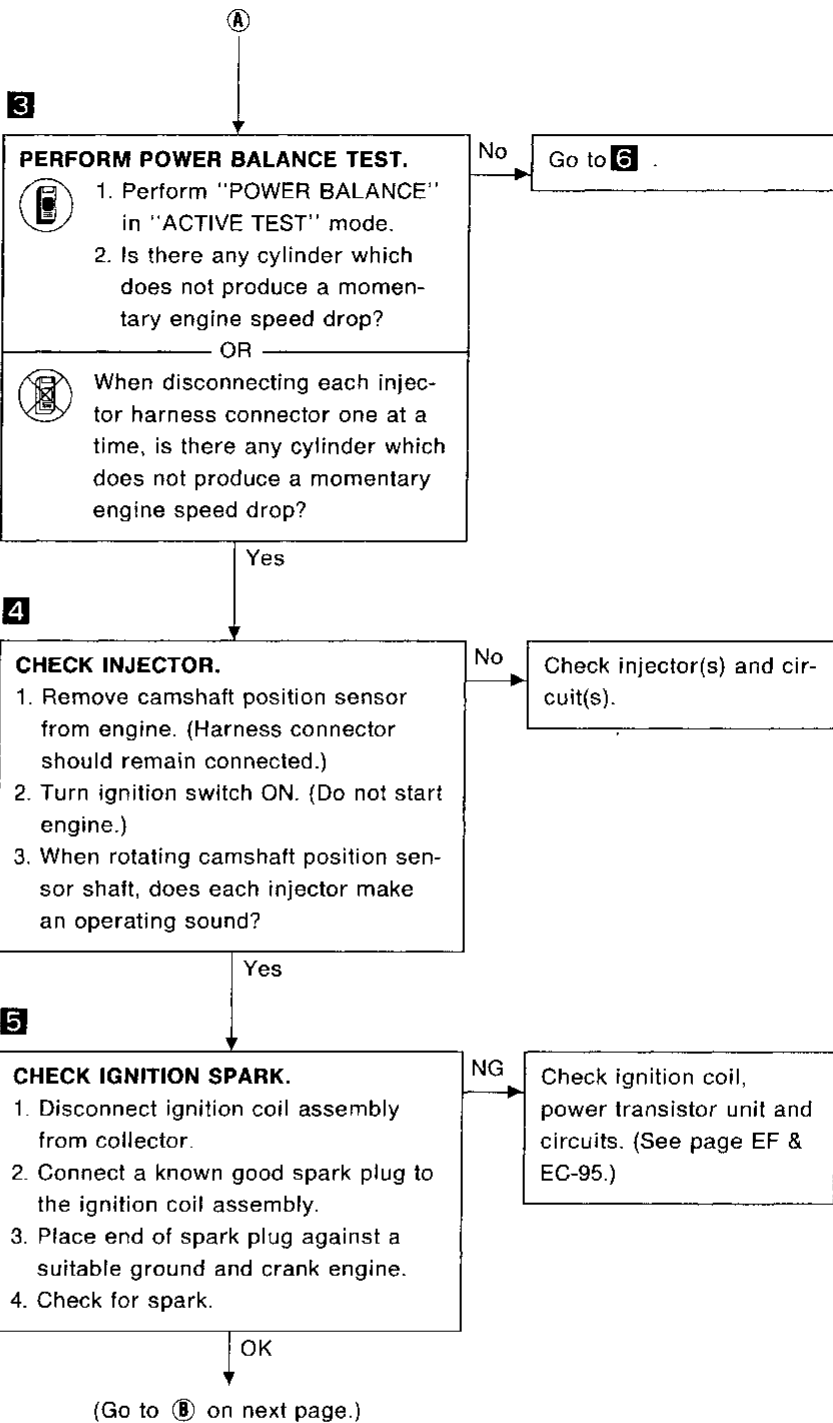 A
3
PERFORM POWER BALANCE TEST.
1. Perform "POWER BALANCE"
in "ACTIVE TEST" mode.
2. Is there any cylinder which
does not produce a momen-
tary engine speed drop?
OR
When disconnecting each injec-
tor harness connector one at a
time, is there any cylinder which
does not produce a momentary
engine speed drop?
No
Go to 6 .
Yes
4
CHECK INJECTOR.
1. Remove camshaft position sensor
from engine. (Harness connector
should remain connected.)
2. Turn ignition switch ON. (Do not start
engine.)
3. When rotating camshaft position sen-
sor shaft, does each injector make
an operating sound?
No
Check injector(s) and cir-
cuit(s).
Yes
5
CHECK IGNITION SPARK.
1. Disconnect ignition coil assembly
from collector.
2. Connect a known good spark plug to
the ignition coil assembly.
3. Place end of spark plug against a
suitable ground and crank engine.
4. Check for spark.
NG
Check ignition coil,
power transistor unit and
circuits. (See page EF &
EC-95.)
OK
(Go to B on next page.)